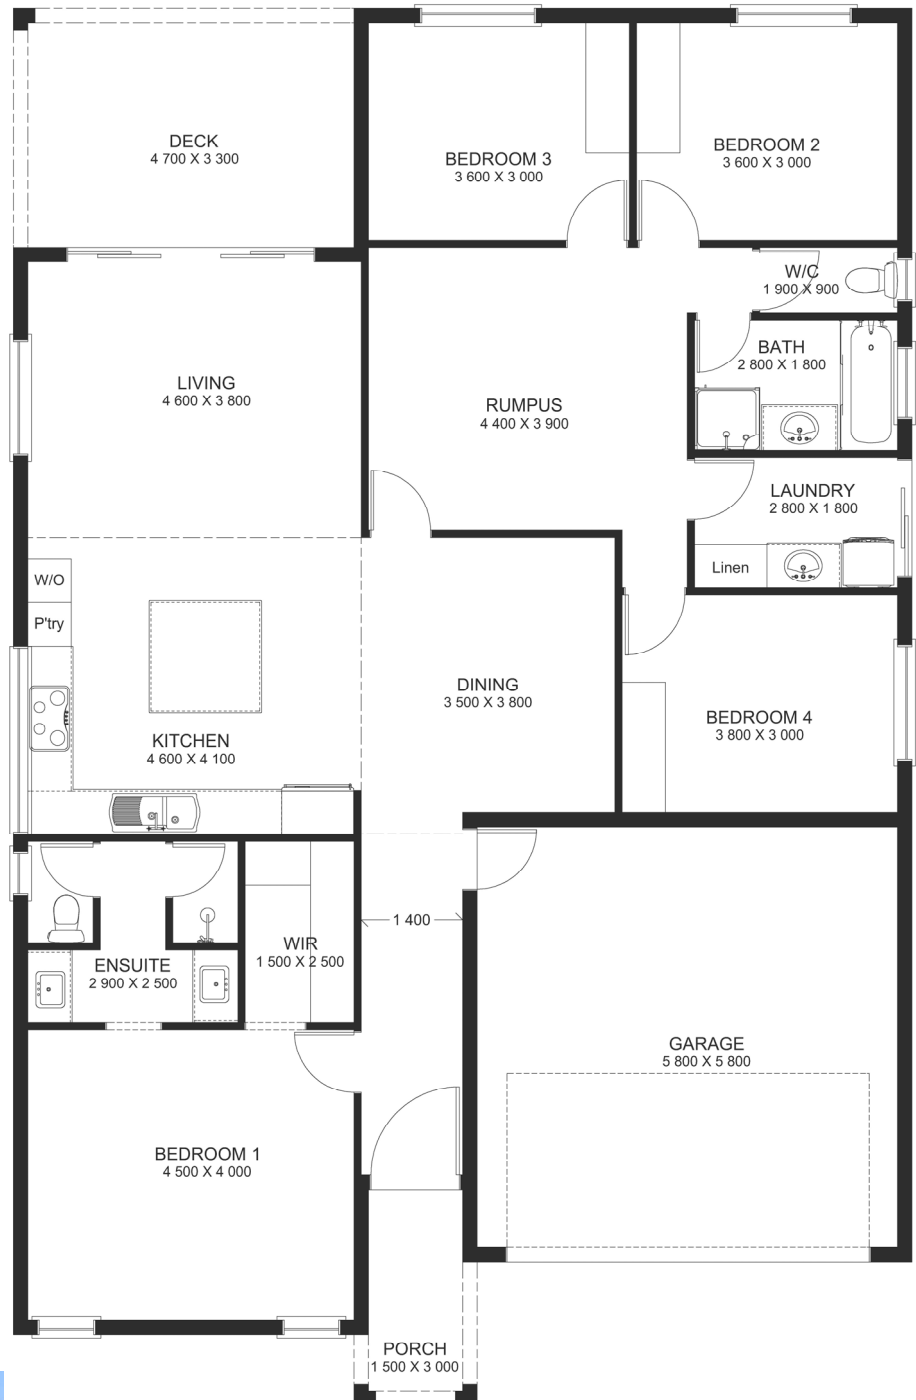 DECK
4 700 X 3 300
BEDROOM 3
3 600 X 3 000
BEDROOM 2
3 600 X 3 000
W/C
1 900 X 900
BATH
2 800 X 1 800
LIVING
4 600 X 3 800
RUMPUS
4 400 X 3 900
LAUNDRY
2 800 X 1 800
Linen
W/O
P'try
DINING
3 500 X 3 800
KITCHEN
4 600 X 4 100
BEDROOM 4
3 800 X 3 000
1 400
WIR
1 500 X 2 500
ENSUITE
2 900 X 2 500
GARAGE
5 800 X 5 800
BEDROOM 1
4 500 X 4 000
PORCH
1 500 X 3 000